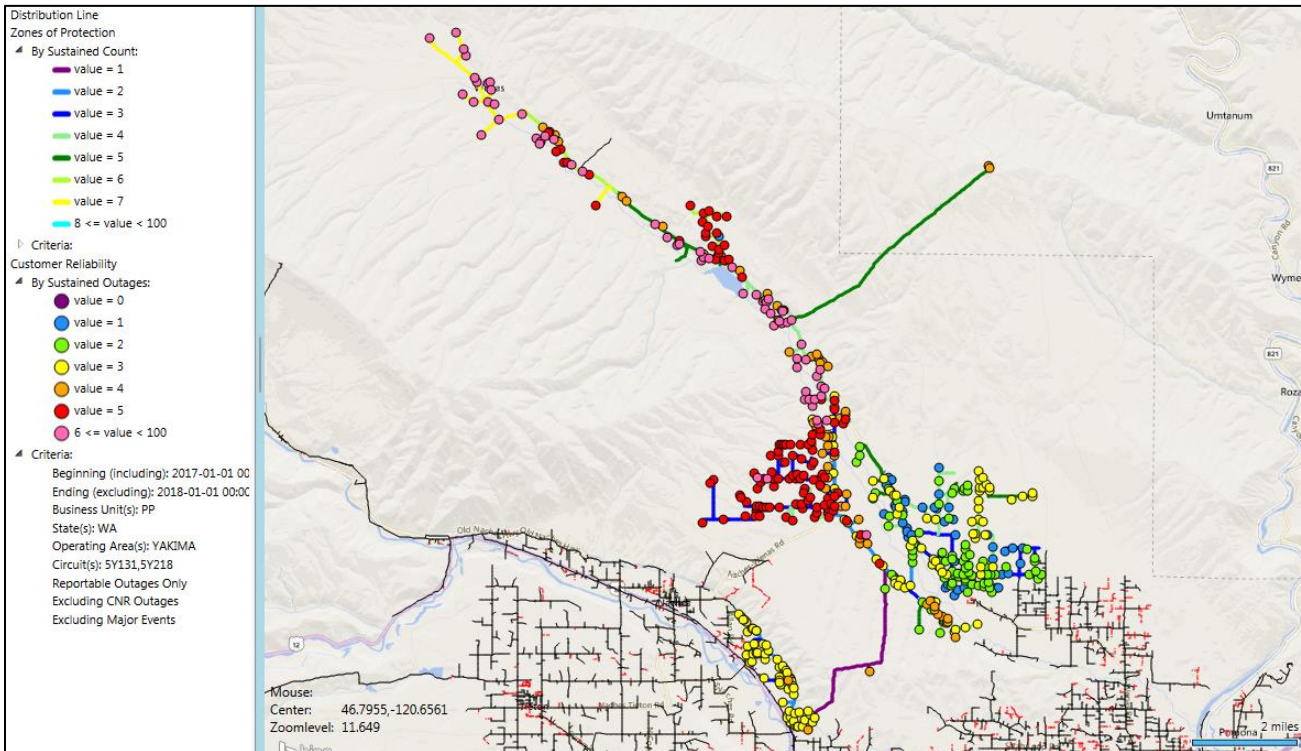 Distribution Line
Zones of Protection
By Sustained Count:
value = 1
value = 2
value = 3
value = 4
value = 5
value = 6
value = 7
8 <= value < 100
Criteria:
Customer Reliability
By Sustained Outages:
value = 0
value = 1
value = 2
value = 3
value = 4
value = 5
6 <= value < 100
Criteria:
Beginning (including): 2017-01-01 00
Ending (excluding): 2018-01-01 00:00
Business Unit(s): PP
State(s): WA
Operating Area(s): YAKIMA
Circuit(s): 5Y131,5Y218
Reportable Outages Only
Excluding CNR Outages
Excluding Major Events
Umtanum
821
Canyon Rd
Wyme
821
Roza
Old Naches
12
Mouse:
Center: 46.7955,-120.6561
Zoomlevel: 11.649
Pomona
2 miles